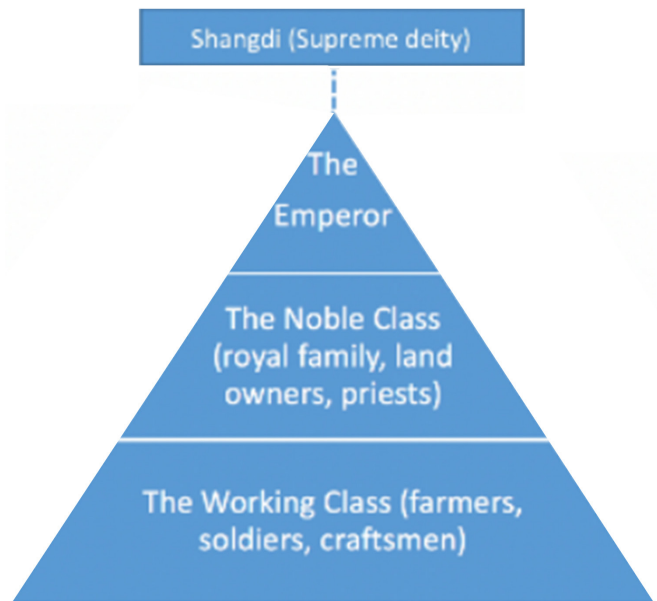 Shangdi (Supreme deity)
The
Emperor
The Noble Class
(royal family, land
owners, priests)
The Working Class (farmers,
soldiers, craftsmen)